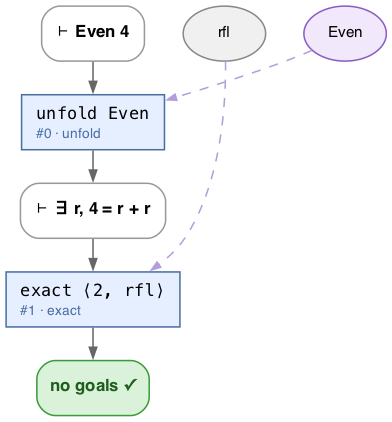 ⊢ Even 4
rfl
Even
unfold Even
#0 · unfold
⊢ ∃ r, 4 = r + r
exact ⟨2, rfl⟩
#1 · exact
no goals ✓